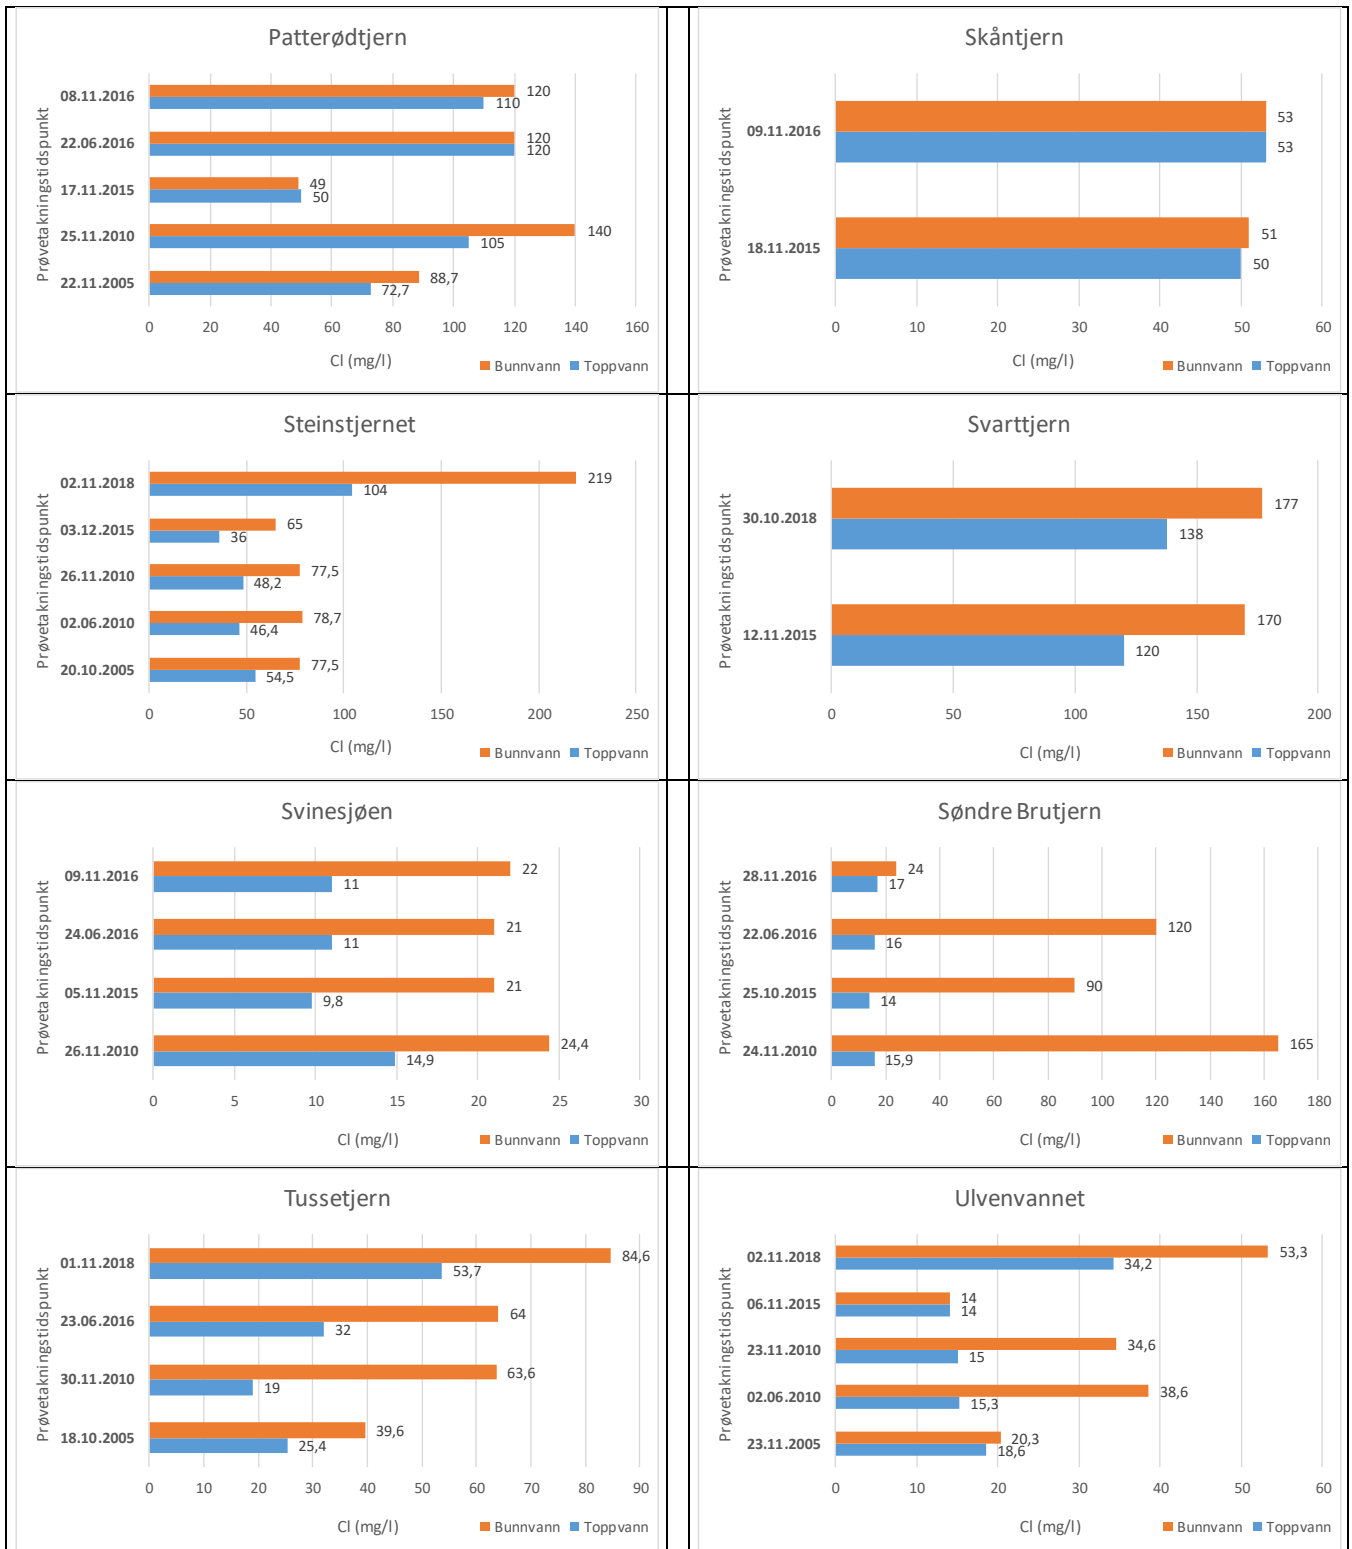 Patterødtjern
Prøvetakningstidspunkt
08.11.2016
120
110
22.06.2016
120
120
17.11.2015
49
50
25.11.2010
140
105
22.11.2005
88,7
72,7
0 20 40 60 80 100 120 140 160
Cl (mg/l)
Bunnvann Toppvann
Skåntjern
Prøvetakningstidspunkt
09.11.2016
53
53
18.11.2015
51
50
0 10 20 30 40 50 60
Cl (mg/l)
Bunnvann Toppvann
Steinstjernet
Prøvetakningstidspunkt
02.11.2018
219
104
03.12.2015
65
36
26.11.2010
77,5
48,2
02.06.2010
78,7
46,4
20.10.2005
77,5
54,5
0 50 100 150 200 250
Cl (mg/l)
Bunnvann Toppvann
Svarttjern
Prøvetakningstidspunkt
30.10.2018
177
138
12.11.2015
170
120
0 50 100 150 200
Cl (mg/l)
Bunnvann Toppvann
Svinesjøen
Prøvetakningstidspunkt
09.11.2016
22
11
24.06.2016
21
11
05.11.2015
21
9,8
26.11.2010
24,4
14,9
0 5 10 15 20 25 30
Cl (mg/l)
Bunnvann Toppvann
Søndre Brutjern
Prøvetakningstidspunkt
28.11.2016
24
17
22.06.2016
120
16
25.10.2015
90
14
24.11.2010
165
15,9
0 20 40 60 80 100 120 140 160 180
Cl (mg/l)
Bunnvann Toppvann
Tussetjern
Prøvetakningstidspunkt
01.11.2018
84,6
53,7
23.06.2016
64
32
30.11.2010
63,6
19
18.10.2005
39,6
25,4
0 10 20 30 40 50 60 70 80 90
Cl (mg/l)
Bunnvann Toppvann
Ulvenvannet
Prøvetakningstidspunkt
02.11.2018
53,3
34,2
06.11.2015
14
14
23.11.2010
34,6
15
02.06.2010
38,6
15,3
23.11.2005
20,3
18,6
0 10 20 30 40 50 60
Cl (mg/l)
Bunnvann Toppvann